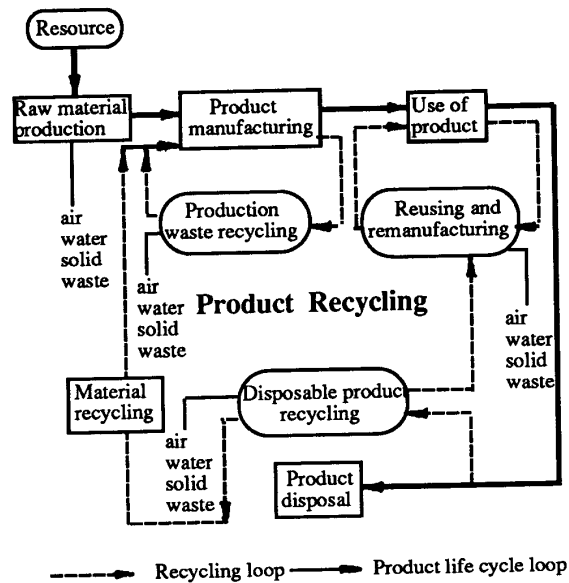 Resource
Raw material
production
Product
manufacturing
Use of
product
air
water
solid
waste
Production
waste recycling
Reusing and
remanufacturing
air
water
solid
waste
Product Recycling
air
water
solid
waste
Material
recycling
Disposable product
recycling
air
water
solid
waste
Product
disposal
Recycling loop
Product life cycle loop